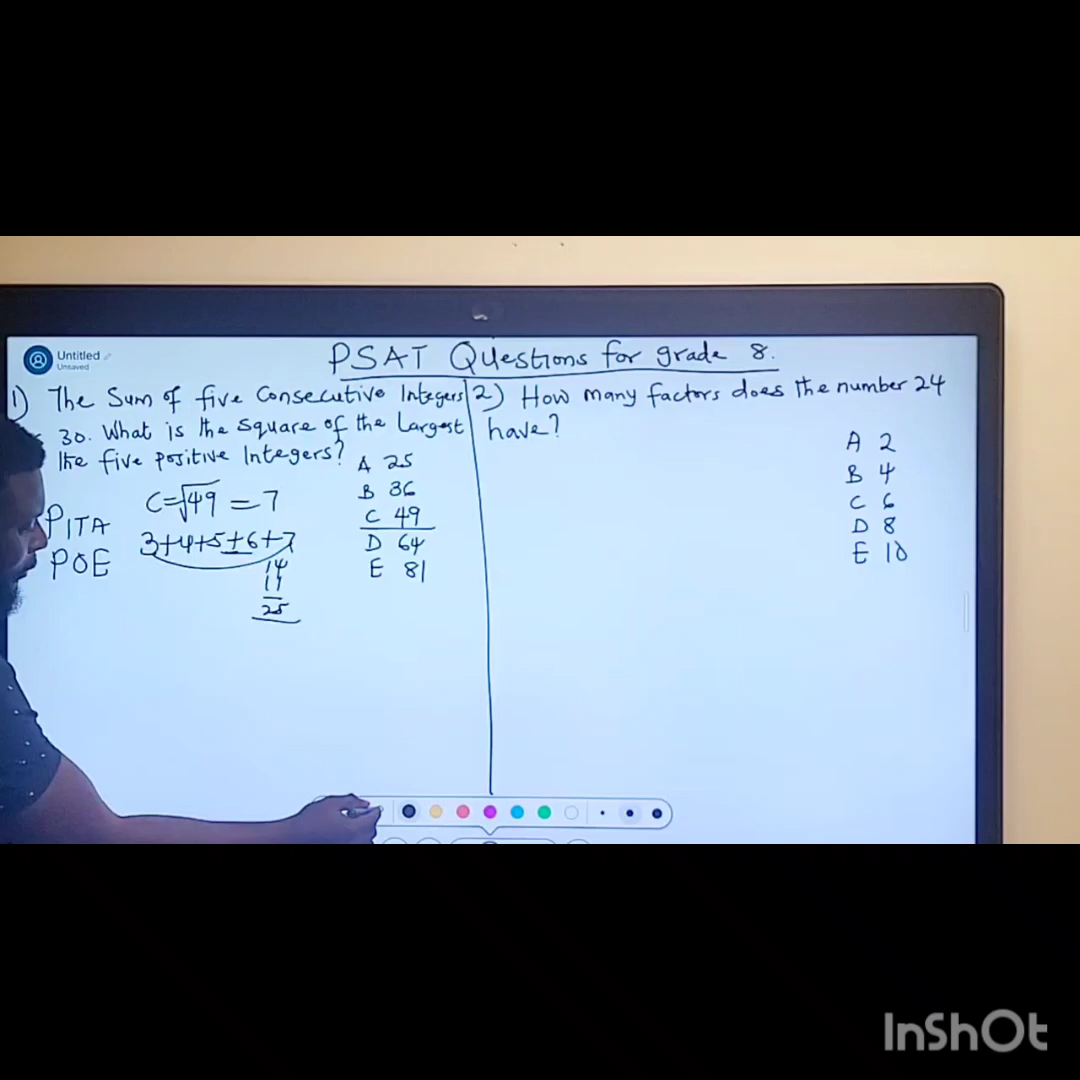 Untitled
Unsaved
PSAT Questions for grade 8.
1) The Sum of five Consecutive Integers
30. What is the square of the largest
the five positive Integers?
A 25
B 36
C 49
D 64
E 81
C=√49 = 7
PITA
POE
3+4+5+6+7
14
11
25
2) How many factors does the number 24
have?
A 2
B 4
C 6
D 8
E 10
InShOt